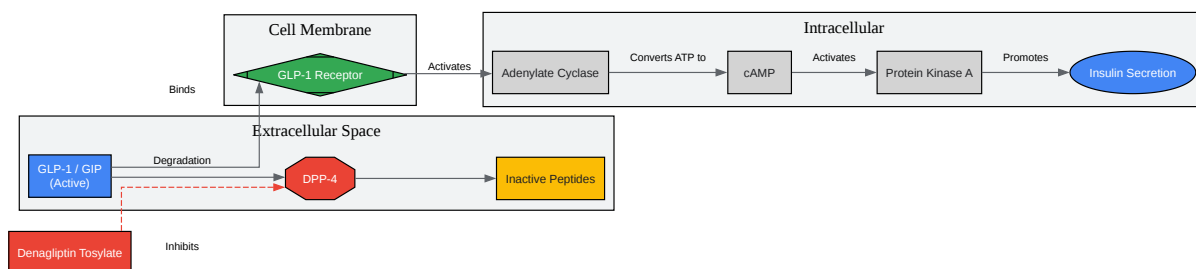 Cell Membrane
GLP-1 Receptor
Activates
Intracellular
Adenylate Cyclase
Converts ATP to
cAMP
Activates
Protein Kinase A
Promotes
Insulin Secretion
Binds
Extracellular Space
GLP-1 / GIP
(Active)
Degradation
DPP-4
Inactive Peptides
Denagliptin Tosylate
Inhibits